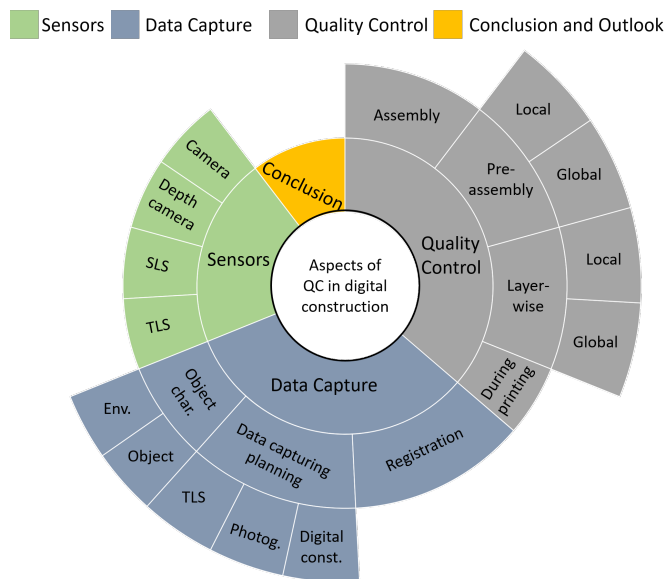 Sensors
Data Capture
Quality Control
Conclusion and Outlook
Assembly
Local
Pre-
assembly
Global
Quality
Control
Layer-
wise
Local
Global
During
printing
Conclusion
Camera
Depth
camera
SLS
TLS
Sensors
Aspects of
QC in digital
construction
Data Capture
Object
char.
Env.
Object
Data capturing
planning
TLS
Photog.
Digital
const.
Registration